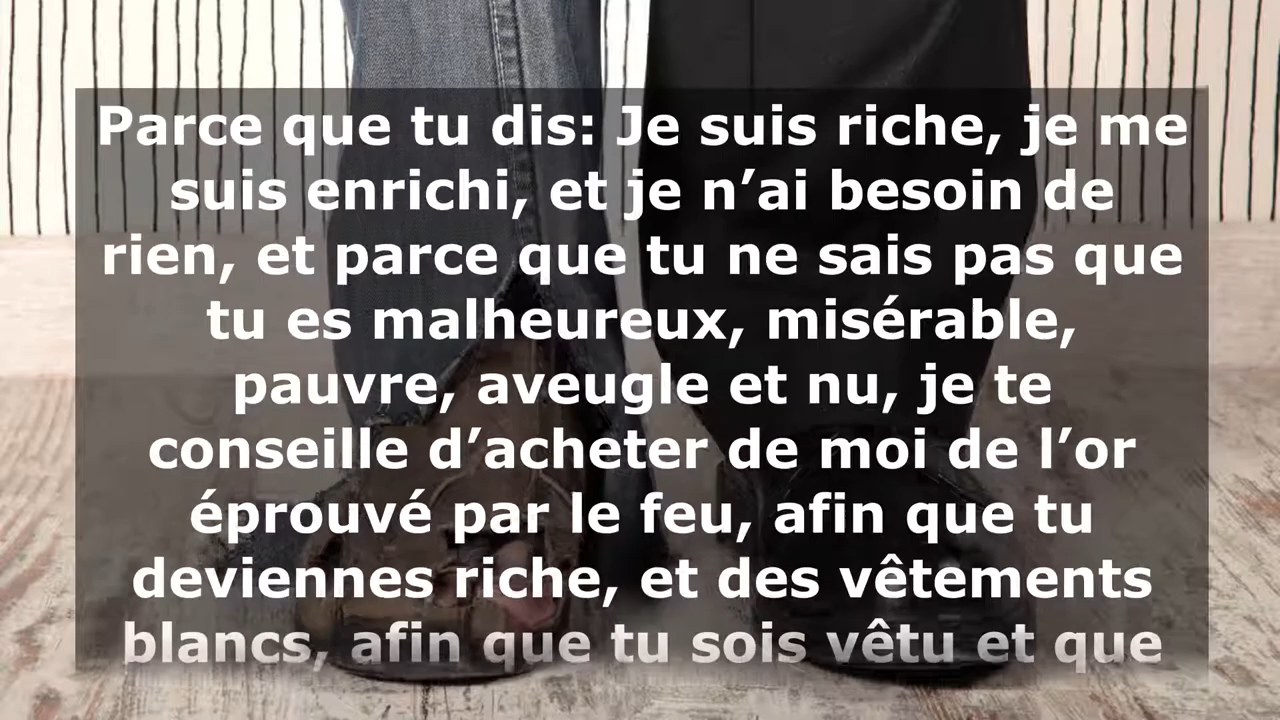 Parce que tu dis: Je suis riche, je me
suis enrichi, et je n’ai besoin de
rien, et parce que tu ne sais pas que
tu es malheureux, misérable,
pauvre, aveugle et nu, je te
conseille d’acheter de moi de l’or
éprouvé par le feu, afin que tu
deviennes riche, et des vêtements
blancs, afin que tu sois vêtu et que